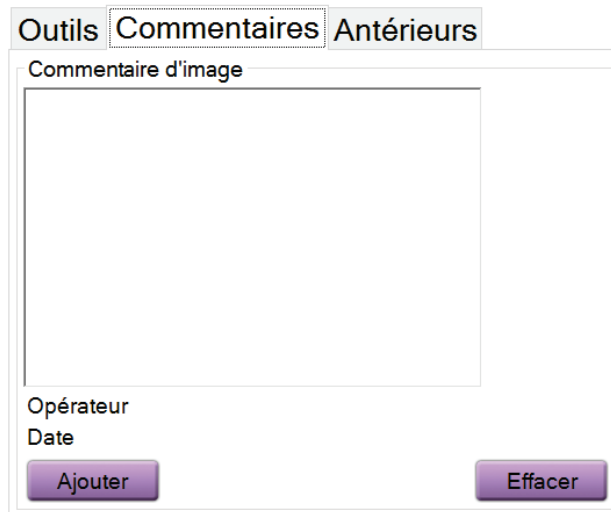 Outils Commentaires Antérieurs
Commentaire d'image
Opérateur
Date
Ajouter Effacer